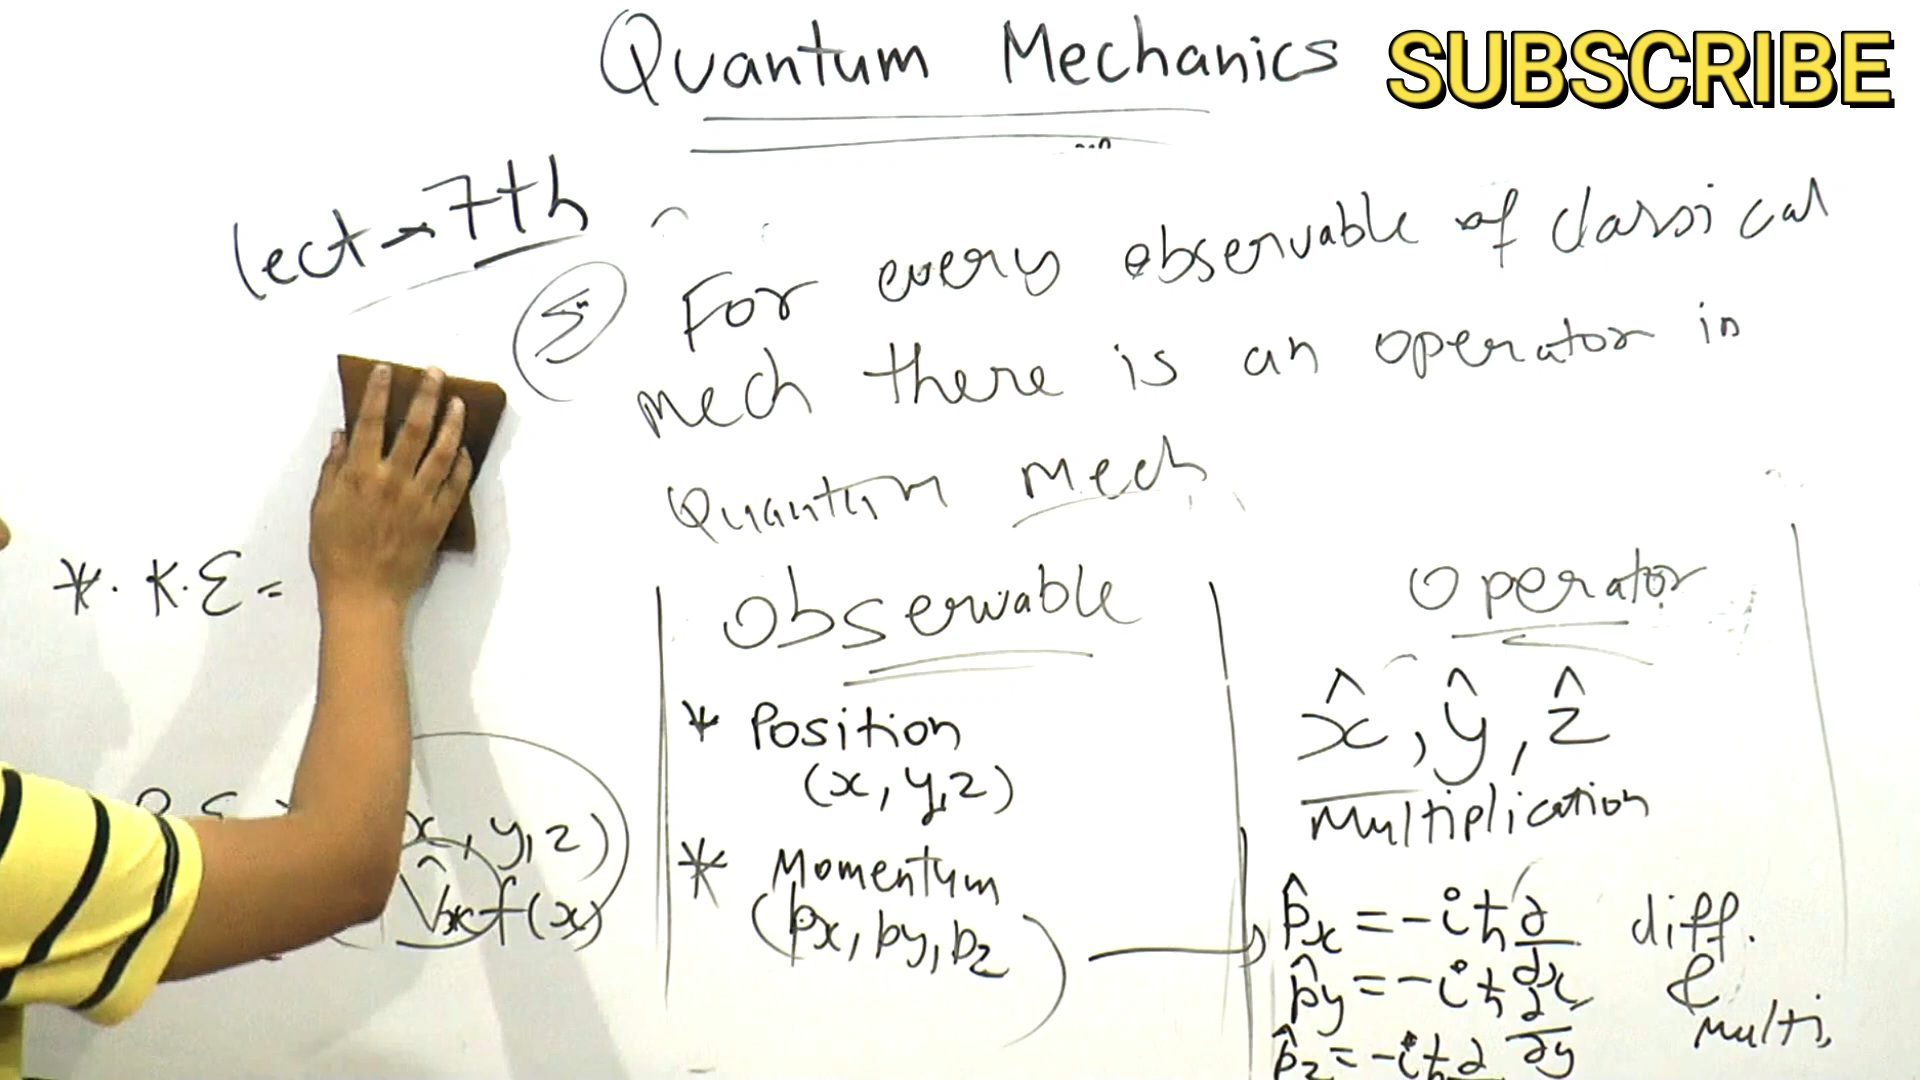 Quantum Mechanics
SUBSCRIBE
lect → 7th
5 For every observable of classical
mech there is an operator in
Quantum mech
* . K.E =
Observable
Operator
* Position
(x, y, z)
x̂, ŷ, ẑ
Multiplication
* Momentum
(px, py, pz)
p̂x = -iħ ∂/∂x diff.
p̂y = -iħ ∂/∂y & multi,
p̂z = -iħ ∂
x, y, z)
V̂x f(x)